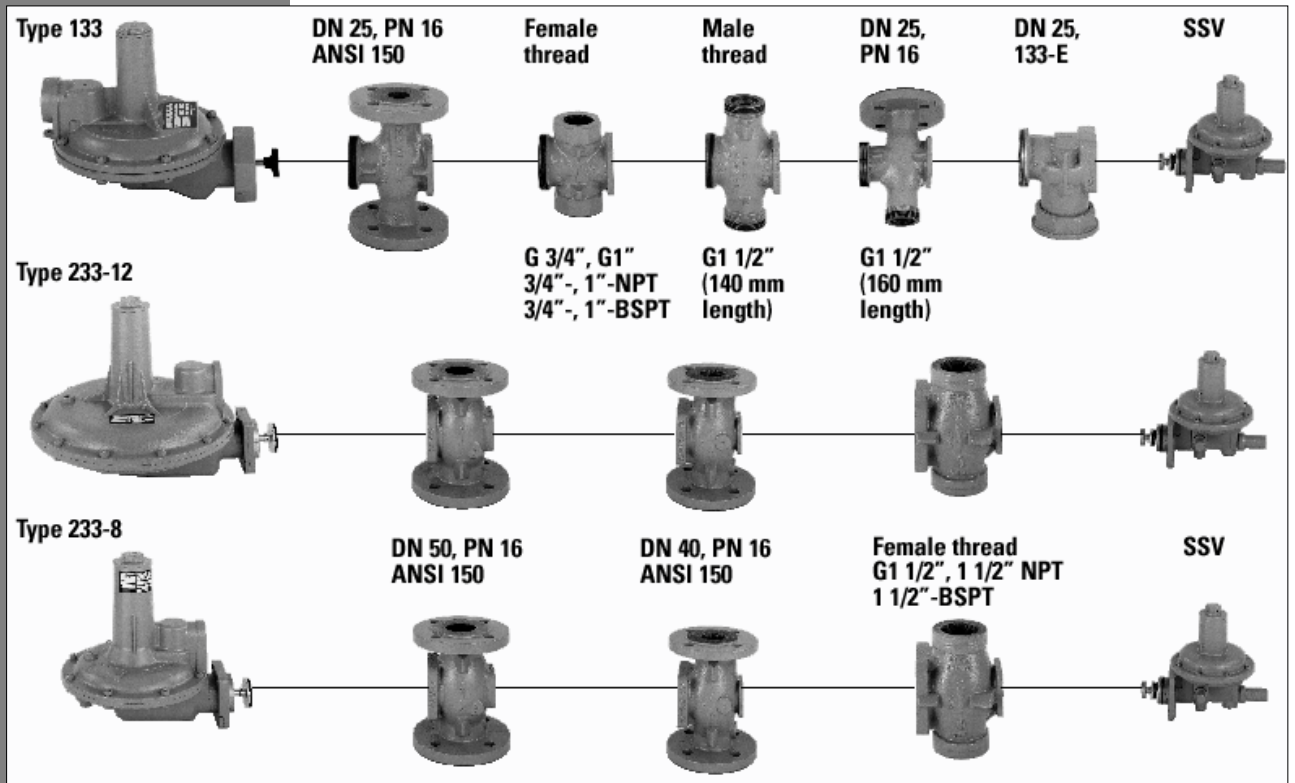 Type 133
DN 25, PN 16
ANSI 150
Female
thread
Male
thread
DN 25,
PN 16
DN 25,
133-E
SSV
G 3/4”, G1”
3/4”-, 1”-NPT
3/4”-, 1”-BSPT
G1 1/2”
(140 mm
length)
G1 1/2”
(160 mm
length)
Type 233-12
Type 233-8
DN 50, PN 16
ANSI 150
DN 40, PN 16
ANSI 150
Female thread
G1 1/2”, 1 1/2” NPT
1 1/2”-BSPT
SSV